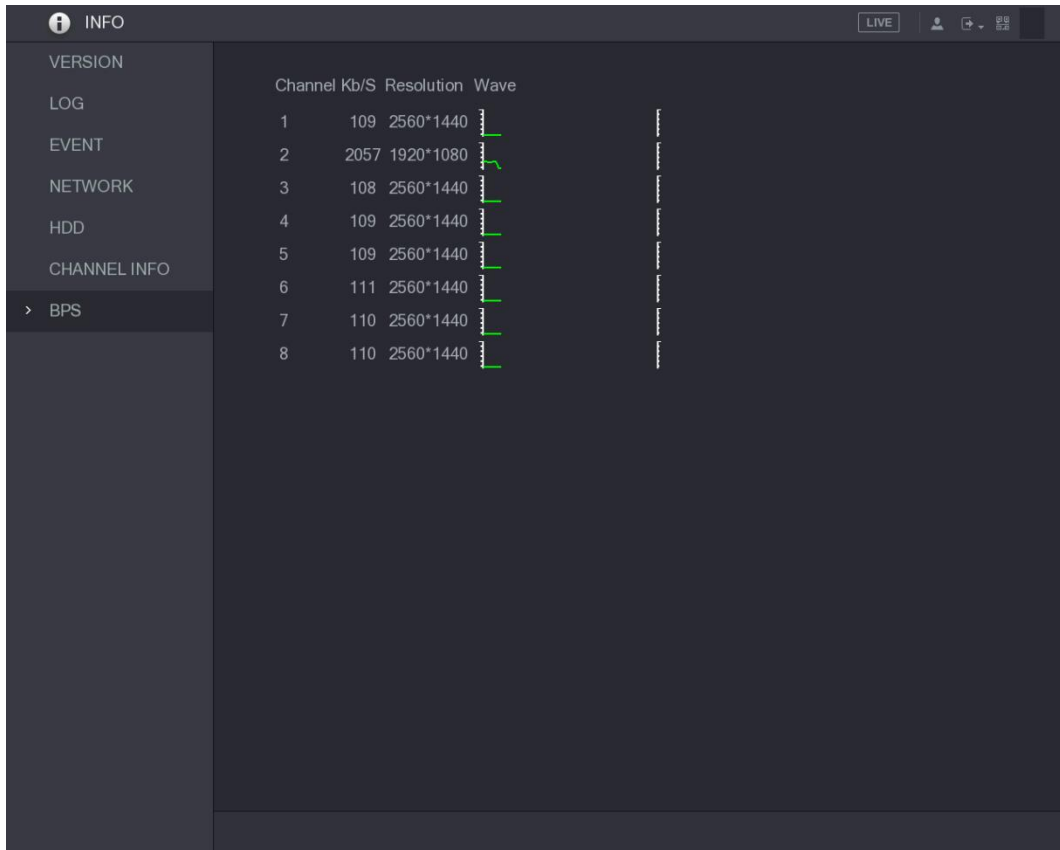 INFO
LIVE
VERSION
LOG
EVENT
NETWORK
HDD
CHANNEL INFO
BPS
Channel Kb/S Resolution Wave
1 109 2560*1440
2 2057 1920*1080
3 108 2560*1440
4 109 2560*1440
5 109 2560*1440
6 111 2560*1440
7 110 2560*1440
8 110 2560*1440